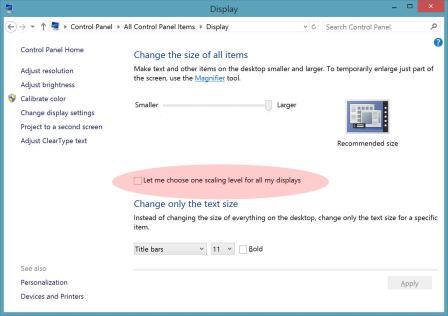 Display
Control Panel ▸ All Control Panel Items ▸ Display
Search Control Panel
Control Panel Home
Adjust resolution
Adjust brightness
Calibrate color
Change display settings
Project to a second screen
Adjust ClearType text
Change the size of all items
Make text and other items on the desktop smaller and larger. To temporarily enlarge just part of
the screen, use the Magnifier tool.
Smaller Larger
Recommended size
Let me choose one scaling level for all my displays
Change only the text size
Instead of changing the size of everything on the desktop, change only the text size for a specific
item.
Title bars 11 Bold
Apply
See also
Personalization
Devices and Printers